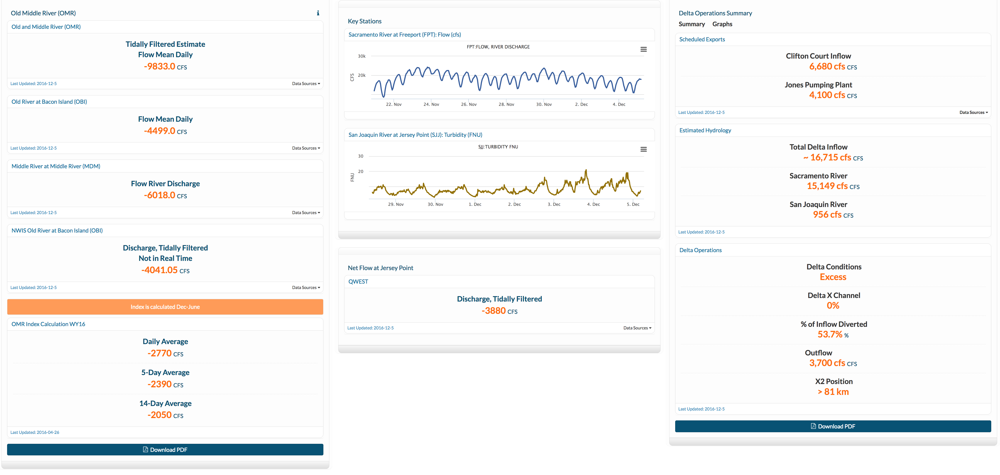 Old Middle River (OMR)
i
Old and Middle River (OMR)
Tidally Filtered Estimate
Flow Mean Daily
-9833.0 CFS
Last Updated: 2016-12-5
Data Sources
Old River at Bacon Island (OBI)
Flow Mean Daily
-4499.0 CFS
Last Updated: 2016-12-5
Data Sources
Middle River at Middle River (MDM)
Flow River Discharge
-6018.0 CFS
Last Updated: 2016-12-5
Data Sources
NWIS Old River at Bacon Island (OBI)
Discharge, Tidally Filtered
Not in Real Time
-4041.05 CFS
Last Updated: 2016-12-5
Data Sources
Index is calculated Dec-June
OMR Index Calculation WY16
Daily Average
-2770 CFS
5-Day Average
-2390 CFS
14-Day Average
-2050 CFS
Last Updated: 2016-04-26
Download PDF
Key Stations
Sacramento River at Freeport (FPT): Flow (cfs)
FPT:FLOW, RIVER DISCHARGE
30k
20k
CFS
22. Nov
24. Nov
26. Nov
28. Nov
30. Nov
2. Dec
4. Dec
San Joaquin River at Jersey Point (SJJ): Turbidity (FNU)
SJJ:TURBIDITY FNU
30
20
FNU
29. Nov
30. Nov
1. Dec
2. Dec
3. Dec
4. Dec
5. Dec
Net Flow at Jersey Point
QWEST
Discharge, Tidally Filtered
-3880 CFS
Last Updated: 2016-12-5
Data Sources
Delta Operations Summary
Summary Graphs
Scheduled Exports
Clifton Court Inflow
6,680 cfs CFS
Jones Pumping Plant
4,100 cfs CFS
Last Updated: 2016-12-5
Data Sources
Estimated Hydrology
Total Delta Inflow
~ 16,715 cfs CFS
Sacramento River
15,149 cfs CFS
San Joaquin River
956 cfs CFS
Last Updated: 2016-12-5
Delta Operations
Delta Conditions
Excess
Delta X Channel
0%
% of Inflow Diverted
53.7% %
Outflow
3,700 cfs CFS
X2 Position
> 81 km
Last Updated: 2016-12-5
Download PDF